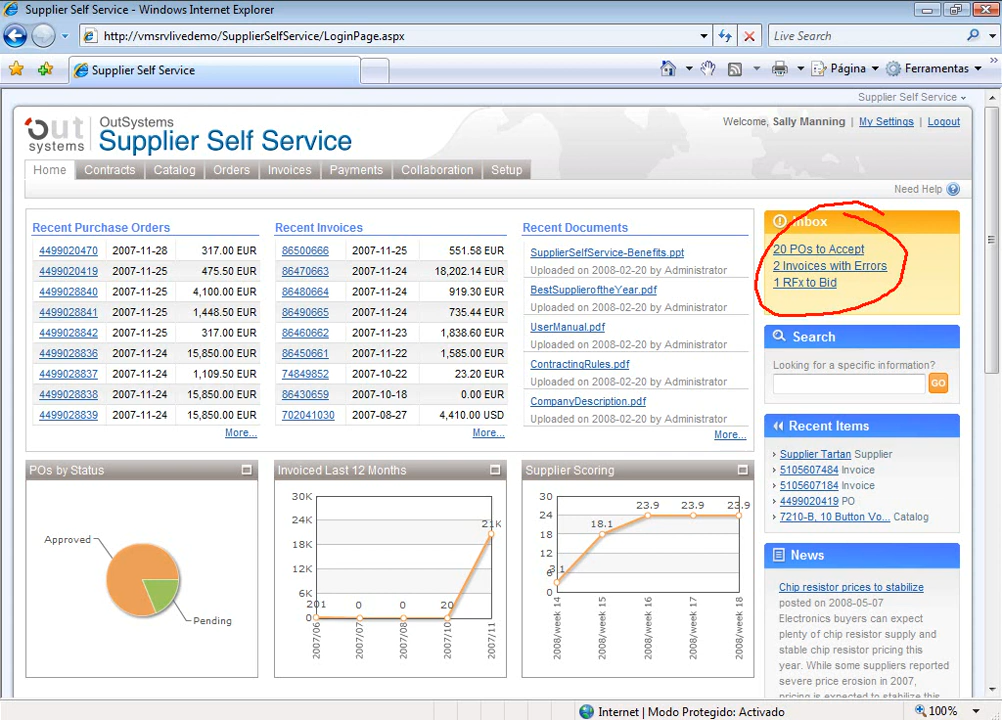 Supplier Self Service - Windows Internet Explorer
http://vmsrvlivedemo/SupplierSelfService/LoginPage.aspx
Live Search
Supplier Self Service
Página
Ferramentas
Supplier Self Service
Out systems
OutSystems
Supplier Self Service
Welcome, Sally Manning | My Settings | Logout
Home Contracts Catalog Orders Invoices Payments Collaboration Setup
Need Help
Recent Purchase Orders
4499020470 2007-11-28 317.00 EUR
4499020419 2007-11-25 475.50 EUR
4499028840 2007-11-25 4,100.00 EUR
4499028841 2007-11-25 1,448.50 EUR
4499028842 2007-11-25 317.00 EUR
4499028836 2007-11-24 15,850.00 EUR
4499028837 2007-11-24 1,109.50 EUR
4499028838 2007-11-24 15,850.00 EUR
4499028839 2007-11-24 15,850.00 EUR
More...
Recent Invoices
86500666 2007-11-25 551.58 EUR
86470663 2007-11-24 18,202.14 EUR
86480664 2007-11-24 919.30 EUR
86490665 2007-11-24 735.44 EUR
86460662 2007-11-23 1,838.60 EUR
86450661 2007-11-22 1,585.00 EUR
74849852 2007-10-22 23.20 EUR
86430659 2007-10-18 0.00 EUR
702041030 2007-08-27 4,410.00 USD
More...
Recent Documents
SupplierSelfService-Benefits.ppt
Uploaded on 2008-02-20 by Administrator
BestSupplieroftheYear.pdf
Uploaded on 2008-02-20 by Administrator
UserManual.pdf
Uploaded on 2008-02-20 by Administrator
ContractingRules.pdf
Uploaded on 2008-02-20 by Administrator
CompanyDescription.pdf
Uploaded on 2008-02-20 by Administrator
More...
Inbox
20 POs to Accept
2 Invoices with Errors
1 RFx to Bid
Search
Looking for a specific information?
GO
Recent Items
Supplier Tartan Supplier
5105607484 Invoice
5105607184 Invoice
4499020419 PO
7210-B, 10 Button Vo... Catalog
News
Chip resistor prices to stabilize
posted on 2008-05-07
Electronics buyers can expect
plenty of chip resistor supply and
stable chip resistor pricing this
year. While some suppliers reported
severe price erosion in 2007,
pricing is expected to stabilize this
POs by Status
Approved
Pending
Invoiced Last 12 Months
30K
24K
18K
12K
6K
0
201 0 0 20 21K
2007/06 2007/07 2007/08 2007/10 2007/11
Supplier Scoring
30
24
18
12
6
0
3.1 18.1 23.9 23.9 23.9
2008/week 14 2008/week 15 2008/week 16 2008/week 17 2008/week 18
Internet | Modo Protegido: Activado
100%